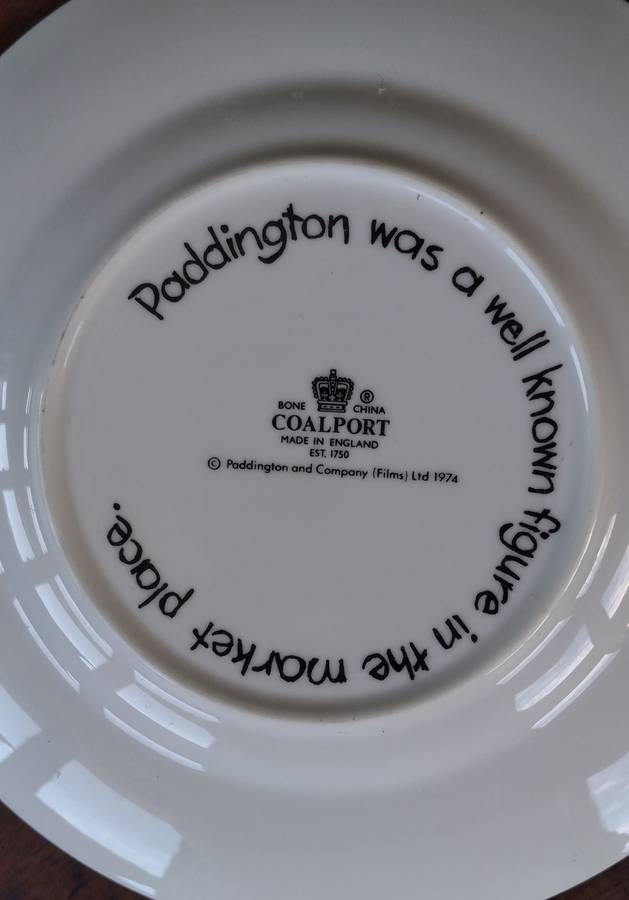 Paddington was a well known figure in the market place.
BONE ® CHINA
COALPORT
MADE IN ENGLAND
EST. 1750
© Paddington and Company (Films) Ltd 1974